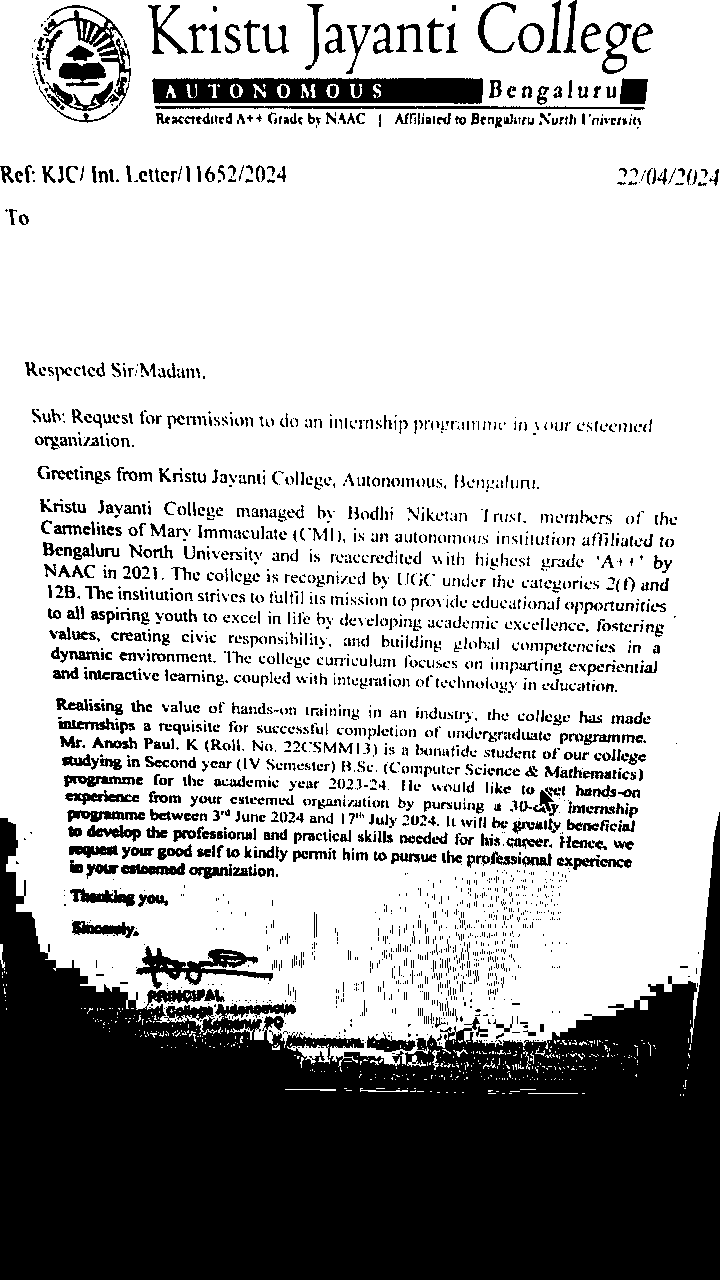 Kristu Jayanti College
AUTONOMOUS Bengaluru
Reaccredited A++ Grade by NAAC | Affiliated to Bengaluru North University
Ref: KJC/ Int. Letter/11652/2024 22/04/2024
To
Respected Sir/Madam,
Sub: Request for permission to do an internship programme in your esteemed
organization.
Greetings from Kristu Jayanti College, Autonomous, Bengaluru.
Kristu Jayanti College managed by Bodhi Niketan Trust, members of the
Carmelites of Mary Immaculate (CMI), is an autonomous institution affiliated to
Bengaluru North University and is reaccredited with highest grade 'A++' by
NAAC in 2021. The college is recognized by UGC under the categories 2(f) and
12B. The institution strives to fulfil its mission to provide educational opportunities
to all aspiring youth to excel in life by developing academic excellence, fostering
values, creating civic responsibility, and building global competencies in a
dynamic environment. The college curriculum focuses on imparting experiential
and interactive learning, coupled with integration of technology in education.
Realising the value of hands-on training in an industry, the college has made
internships a requisite for successful completion of undergraduate programme.
Mr. Anosh Paul. K (Roll. No. 22CSMM13) is a bonafide student of our college
studying in Second year (IV Semester) B.Sc. (Computer Science & Mathematics)
programme for the academic year 2023-24. He would like to get hands-on
experience from your esteemed organization by pursuing a 30-day internship
programme between 3rd June 2024 and 17th July 2024. It will be greatly beneficial
to develop the professional and practical skills needed for his career. Hence, we
request your good self to kindly permit him to pursue the professional experience
in your esteemed organization.
Thanking you,
Sincerely,
PRINCIPAL
College Autonomous